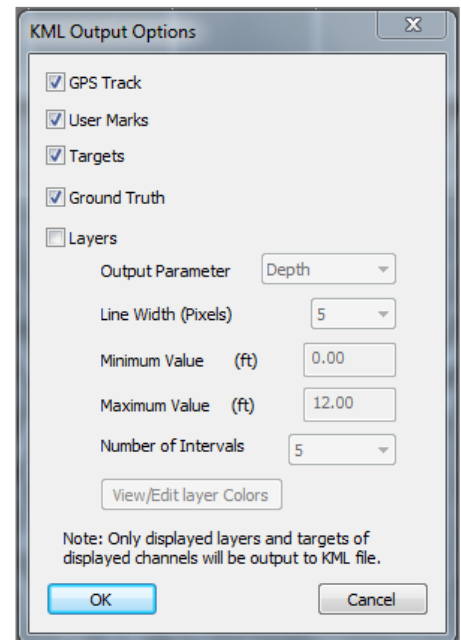 KML Output Options
GPS Track
User Marks
Targets
Ground Truth
Layers
Output Parameter Depth
Line Width (Pixels) 5
Minimum Value (ft) 0.00
Maximum Value (ft) 12.00
Number of Intervals 5
View/Edit layer Colors
Note: Only displayed layers and targets of
displayed channels will be output to KML file.
OK Cancel